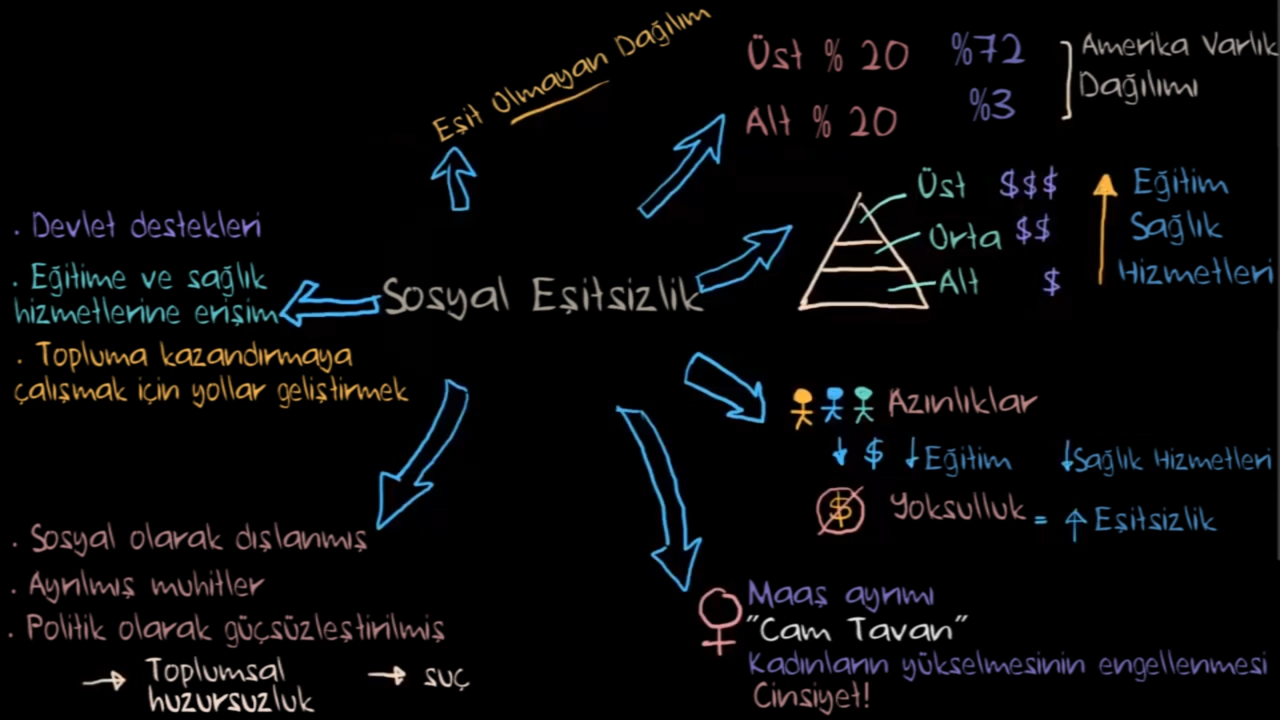 Eşit Olmayan Dağılım
Üst % 20 %72
Alt % 20 %3
Amerika Varlık
Dağılımı
Üst $$$
Orta $$
Alt $
Eğitim
Sağlık
Hizmetleri
. Devlet destekleri
. Eğitime ve sağlık
hizmetlerine erişim
. Topluma kazandırmaya
çalışmak için yollar geliştirmek
Sosyal Eşitsizlik
Azınlıklar
↓ $ ↓ Eğitim ↓ Sağlık Hizmetleri
$ Yoksulluk = ↑ Eşitsizlik
. Sosyal olarak dışlanmış
. Ayrılmış muhitler
. Politik olarak güçsüzleştirilmiş
→ Toplumsal
huzursuzluk
→ suç
Maaş ayrımı
"Cam Tavan"
Kadınların yükselmesinin engellenmesi
Cinsiyet!